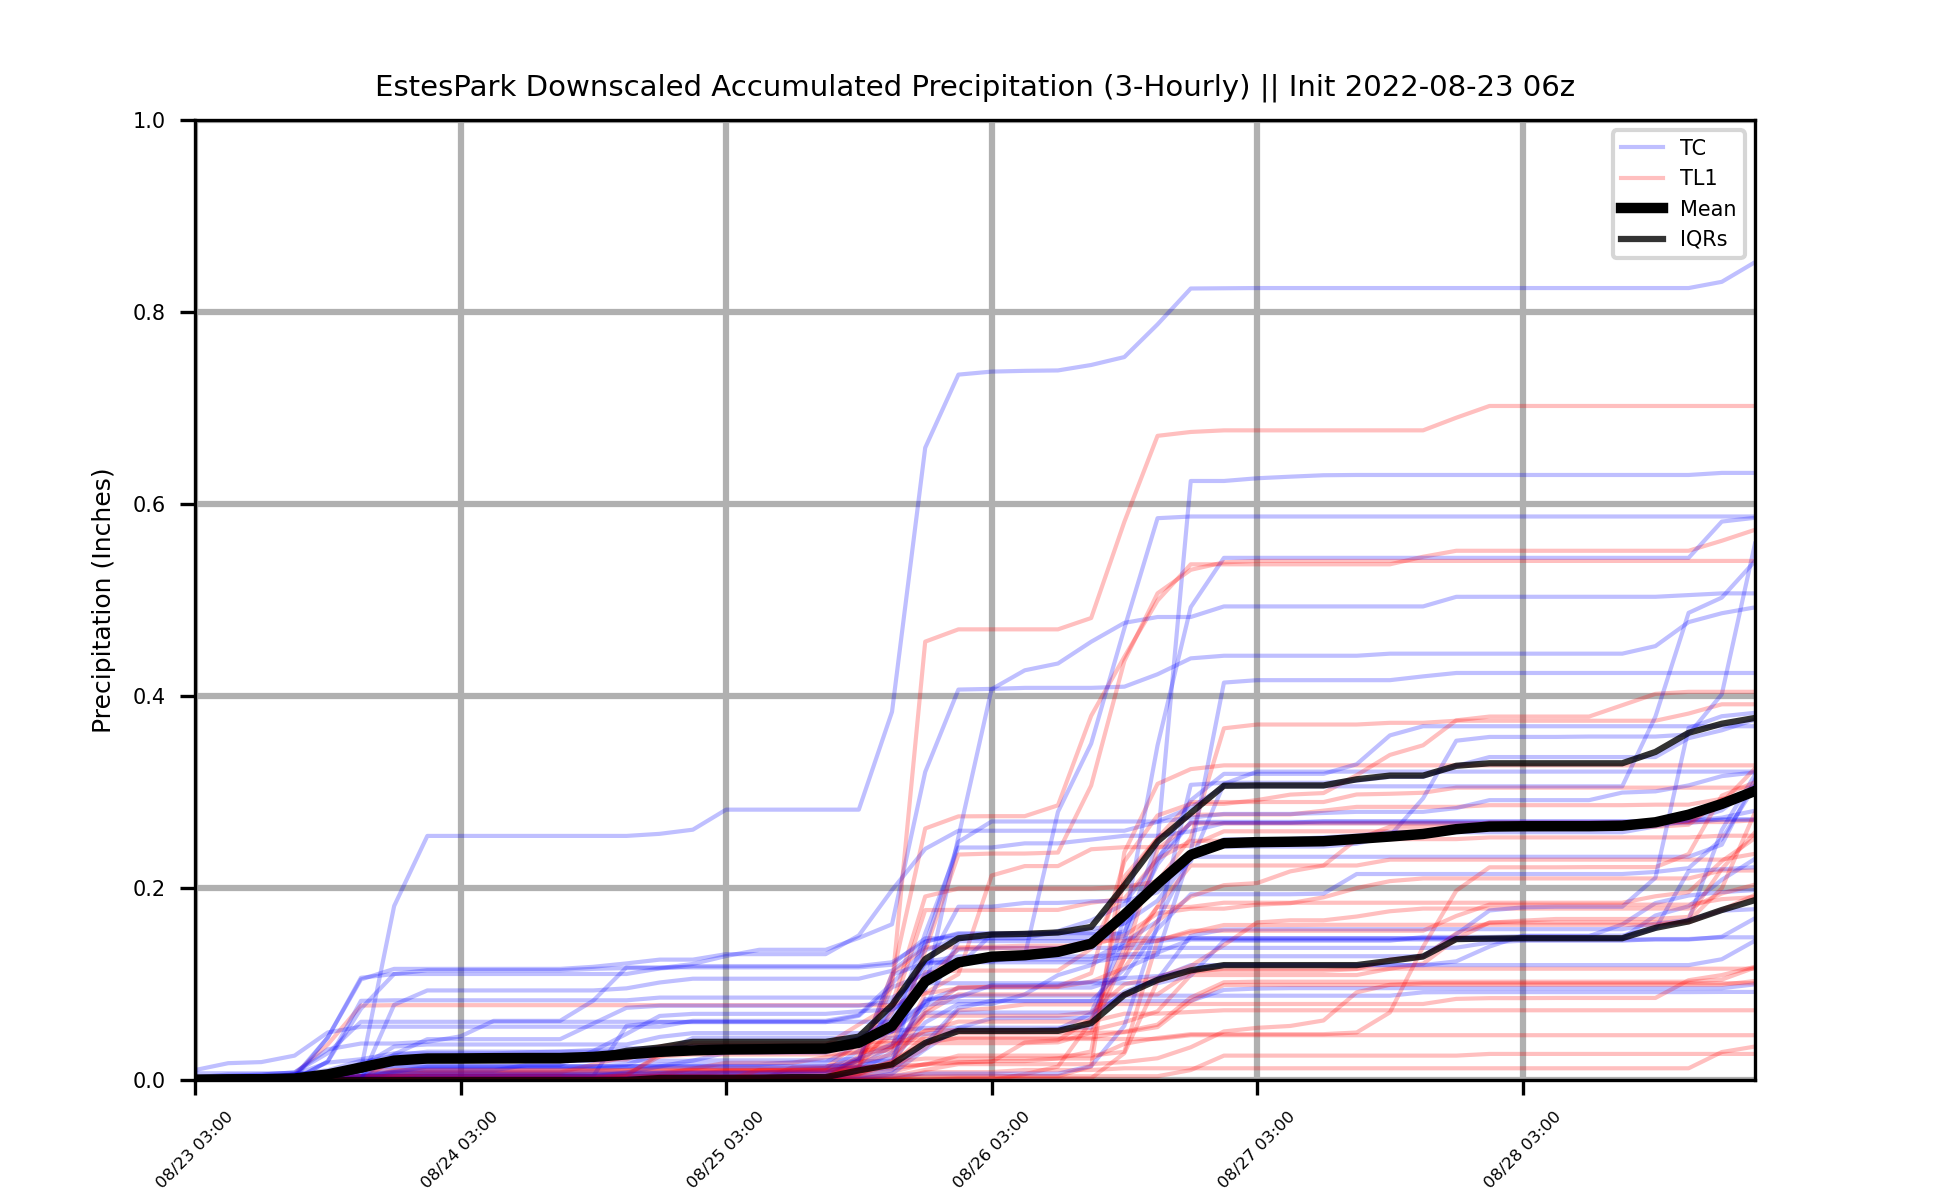 EstesPark Downscaled Accumulated Precipitation (3-Hourly) || Init 2022-08-23 06z
1.0
0.8
0.6
0.4
0.2
0.0
Precipitation (Inches)
TC
TL1
Mean
IQRs
08/23 03:00
08/24 03:00
08/25 03:00
08/26 03:00
08/27 03:00
08/28 03:00